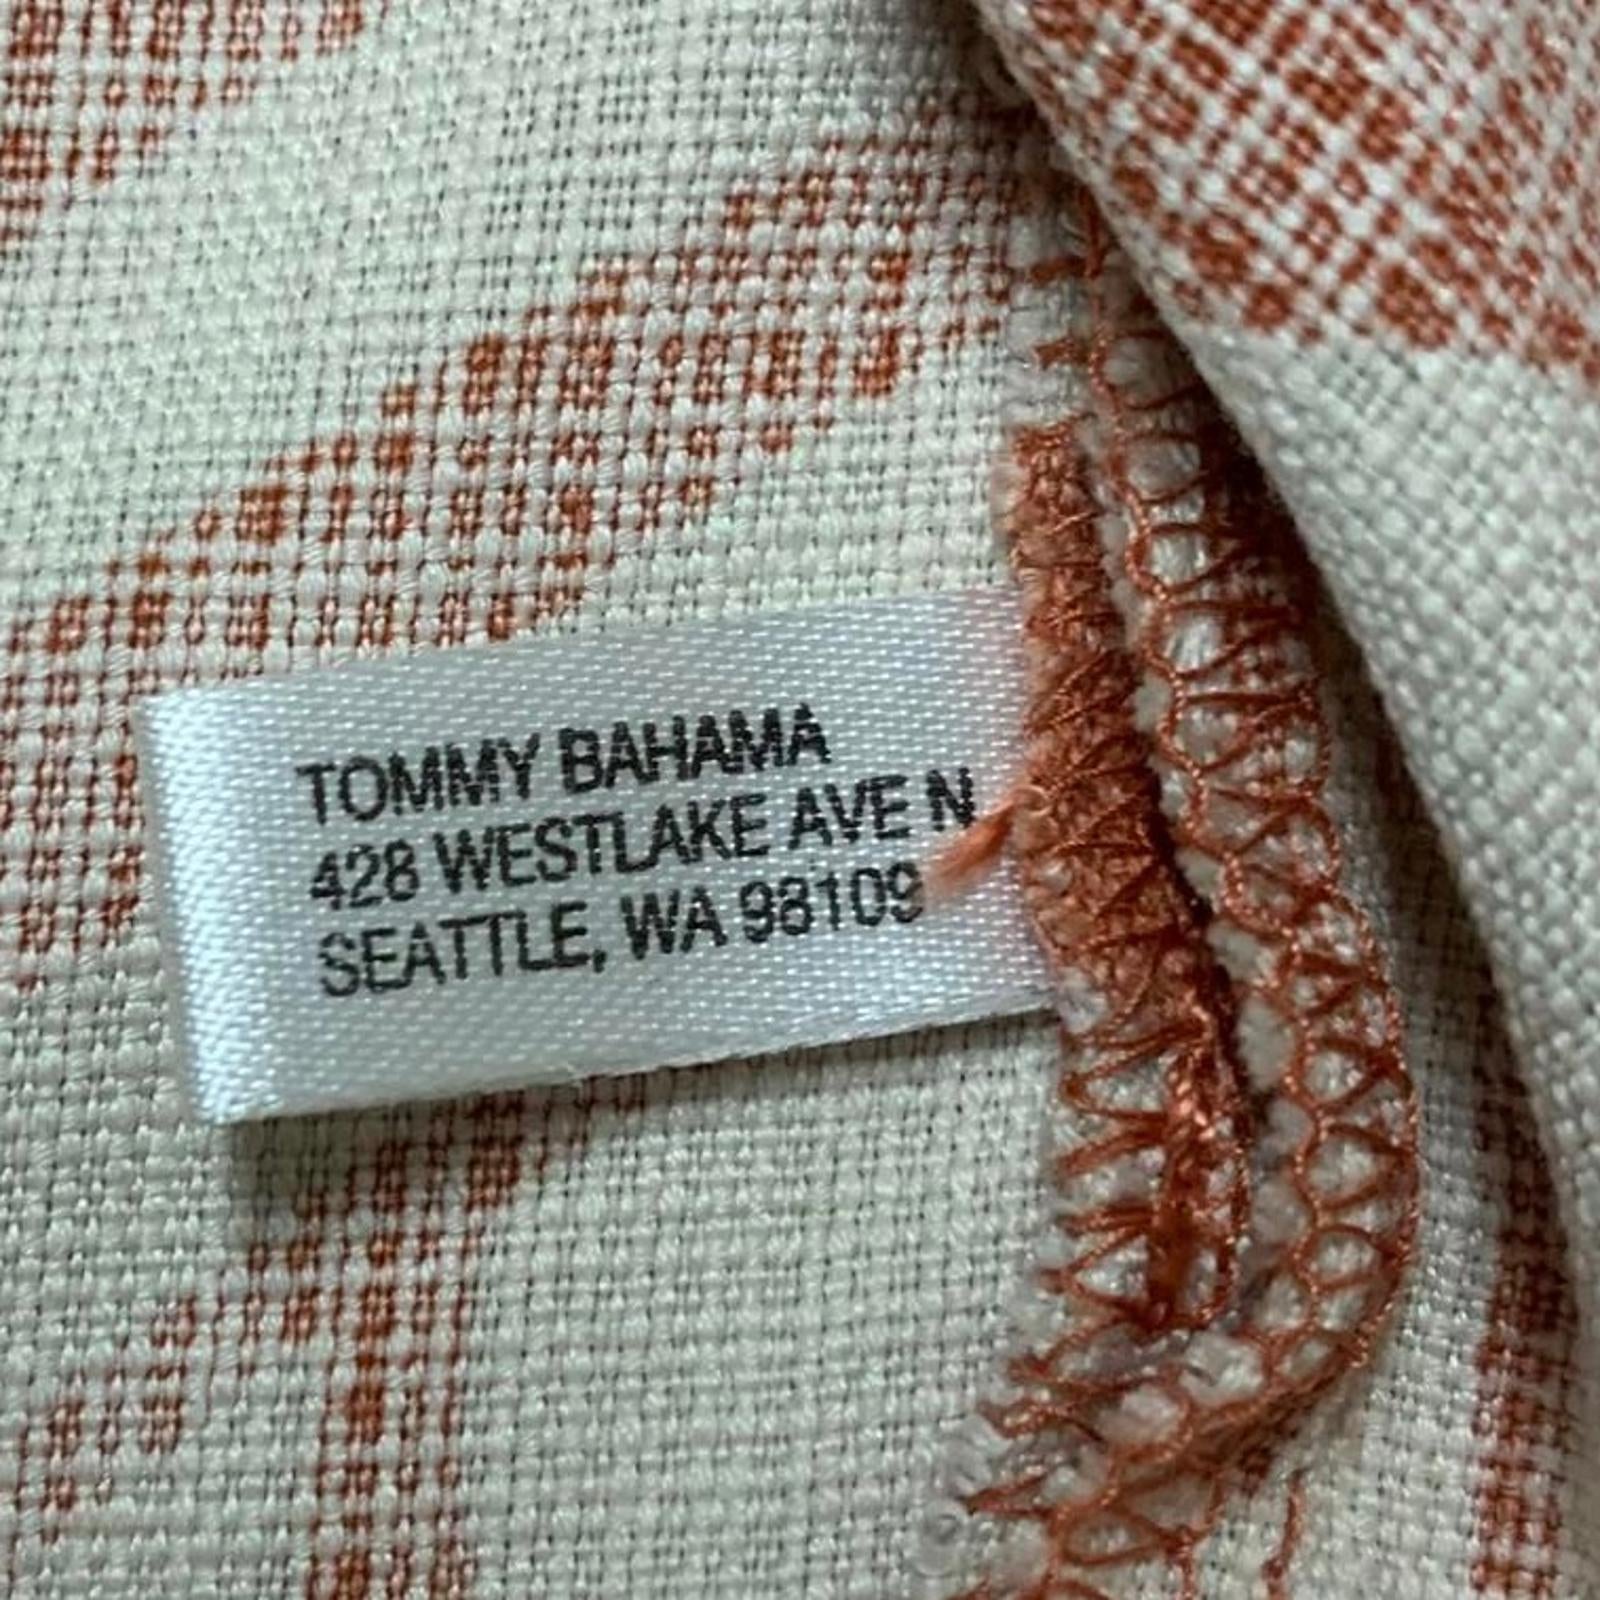 TOMMY BAHAMA
428 WESTLAKE AVE N
SEATTLE, WA 98109